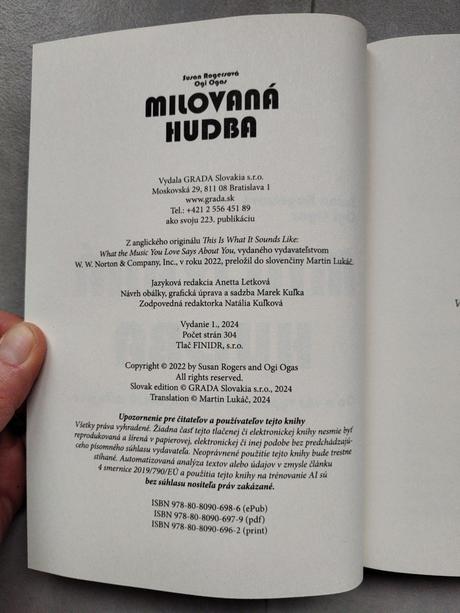 Susan Rogersová
Ogi Ogas
MILOVANÁ
HUDBA
Vydala GRADA Slovakia s.r.o.
Moskovská 29, 811 08 Bratislava 1
www.grada.sk
Tel.: +421 2 556 451 89
ako svoju 223. publikáciu
Z anglického originálu This Is What It Sounds Like:
What the Music You Love Says About You, vydaného vydavateľstvom
W. W. Norton & Company, Inc., v roku 2022, preložil do slovenčiny Martin Lukáč.
Jazyková redakcia Anetta Letková
Návrh obálky, grafická úprava a sadzba Marek Kuľka
Zodpovedná redaktorka Natália Kuľková
Vydanie 1., 2024
Počet strán 304
Tlač FINIDR, s.r.o.
Copyright © 2022 by Susan Rogers and Ogi Ogas
All rights reserved.
Slovak edition © GRADA Slovakia s.r.o., 2024
Translation © Martin Lukáč, 2024
Upozornenie pre čitateľov a používateľov tejto knihy
Všetky práva vyhradené. Žiadna časť tejto tlačenej či elektronickej knihy nesmie byť
reprodukovaná a šírená v papierovej, elektronickej či inej podobe bez predchádzajú-
ceho písomného súhlasu vydavateľa. Neoprávnené použitie tejto knihy bude trestne
stíhané. Automatizovaná analýza textov alebo údajov v zmysle článku
4 smernice 2019/790/EÚ a použitie tejto knihy na trénovanie AI sú
bez súhlasu nositeľa práv zakázané.
ISBN 978-80-8090-698-6 (ePub)
ISBN 978-80-8090-697-9 (pdf)
ISBN 978-80-8090-696-2 (print)